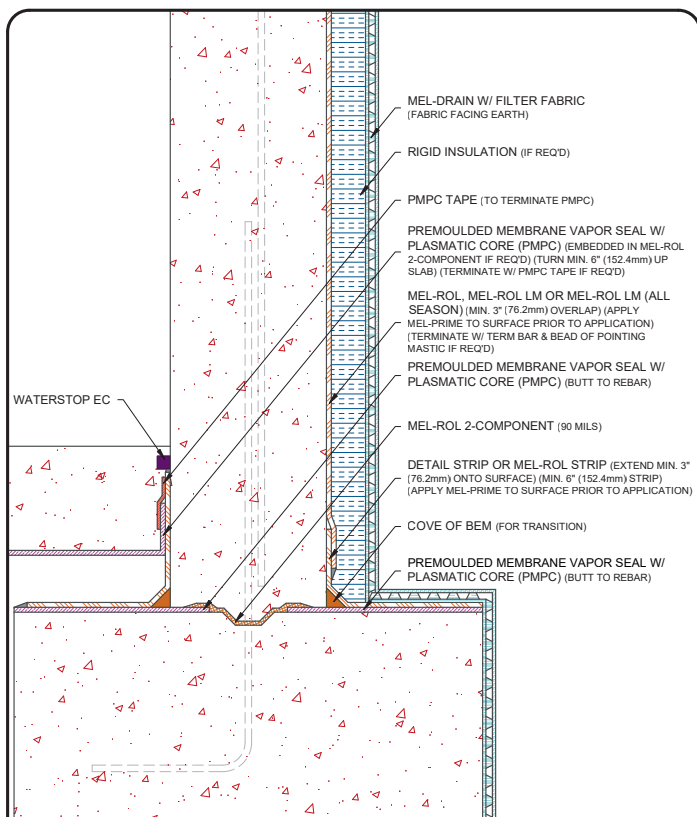 MEL-DRAIN W/ FILTER FABRIC
(FABRIC FACING EARTH)
RIGID INSULATION (IF REQ'D)
PMPC TAPE (TO TERMINATE PMPC)
PREMOULDED MEMBRANE VAPOR SEAL W/
PLASMATIC CORE (PMPC) (EMBEDDED IN MEL-ROL
2-COMPONENT IF REQ'D) (TURN MIN. 6" (152.4mm) UP
SLAB) (TERMINATE W/ PMPC TAPE IF REQ'D)
MEL-ROL, MEL-ROL LM OR MEL-ROL LM (ALL
SEASON) (MIN. 3" (76.2mm) OVERLAP) (APPLY
MEL-PRIME TO SURFACE PRIOR TO APPLICATION)
(TERMINATE W/ TERM BAR & BEAD OF POINTING
MASTIC IF REQ'D)
PREMOULDED MEMBRANE VAPOR SEAL W/
PLASMATIC CORE (PMPC) (BUTT TO REBAR)
WATERSTOP EC
MEL-ROL 2-COMPONENT (90 MILS)
DETAIL STRIP OR MEL-ROL STRIP (EXTEND MIN. 3"
(76.2mm) ONTO SURFACE) (MIN. 6" (152.4mm) STRIP)
(APPLY MEL-PRIME TO SURFACE PRIOR TO APPLICATION)
COVE OF BEM (FOR TRANSITION)
PREMOULDED MEMBRANE VAPOR SEAL W/
PLASMATIC CORE (PMPC) (BUTT TO REBAR)